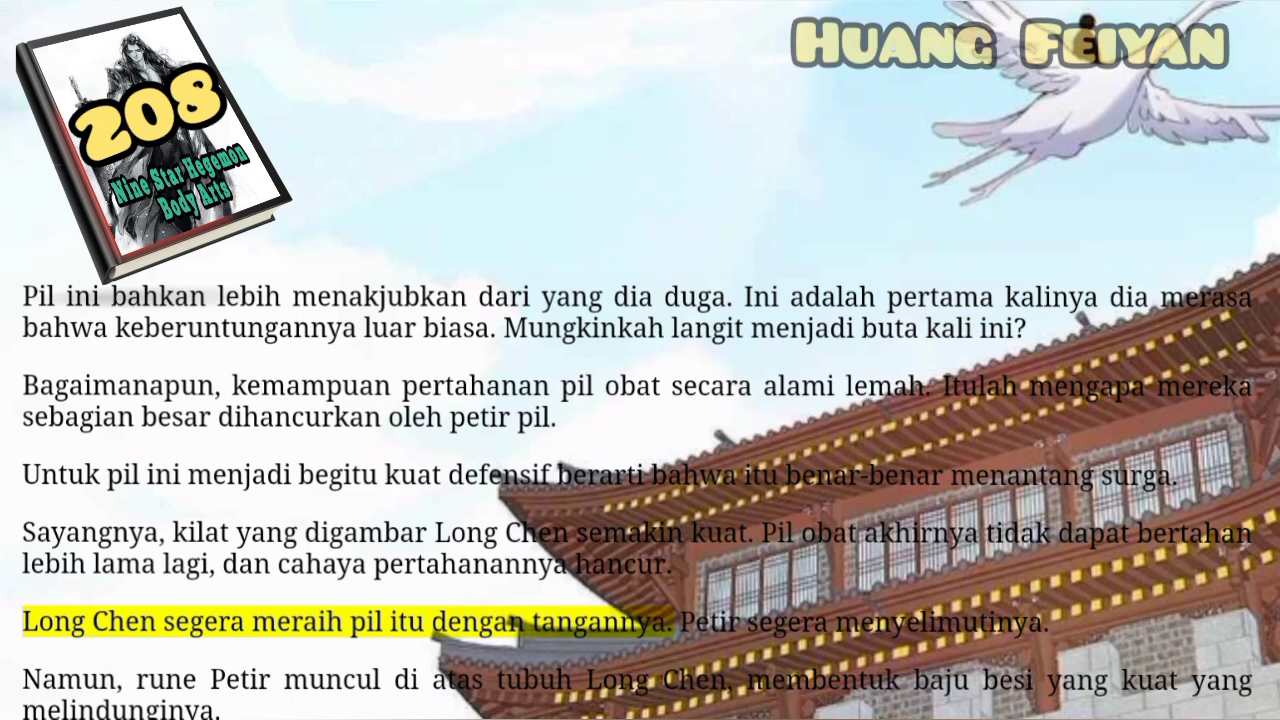 HUANG FEIYAN
208
Nine Star Hegemon
Body Arts
Pil ini bahkan lebih menakjubkan dari yang dia duga. Ini adalah pertama kalinya dia merasa
bahwa keberuntungannya luar biasa. Mungkinkah langit menjadi buta kali ini?
Bagaimanapun, kemampuan pertahanan pil obat secara alami lemah. Itulah mengapa mereka
sebagian besar dihancurkan oleh petir pil.
Untuk pil ini menjadi begitu kuat defensif berarti bahwa itu benar-benar menantang surga.
Sayangnya, kilat yang digambar Long Chen semakin kuat. Pil obat akhirnya tidak dapat bertahan
lebih lama lagi, dan cahaya pertahanannya hancur.
Long Chen segera meraih pil itu dengan tangannya. Petir segera menyelimutinya.
Namun, rune Petir muncul di atas tubuh Long Chen, membentuk baju besi yang kuat yang
melindunginya.